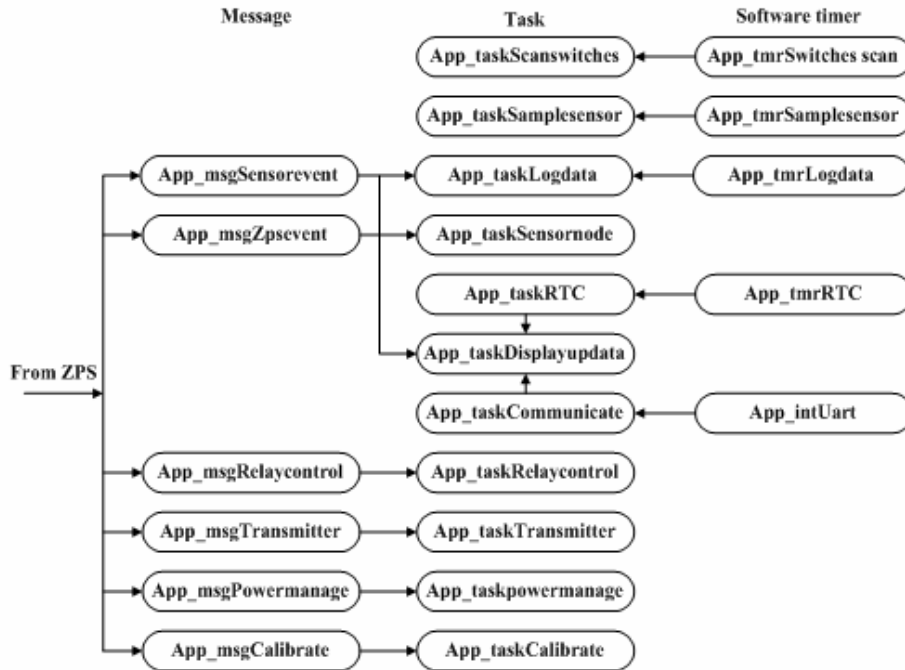 Message Task Software timer
App_taskScanswitches App_tmrSwitches scan
App_taskSamplesensor App_tmrSamplesensor
App_msgSensorevent App_taskLogdata App_tmrLogdata
App_msgZpsevent App_taskSensornode
App_taskRTC App_tmrRTC
App_taskDisplayupdata
From ZPS
App_taskCommunicate App_intUart
App_msgRelaycontrol App_taskRelaycontrol
App_msgTransmitter App_taskTransmitter
App_msgPowermanage App_taskpowermanage
App_msgCalibrate App_taskCalibrate